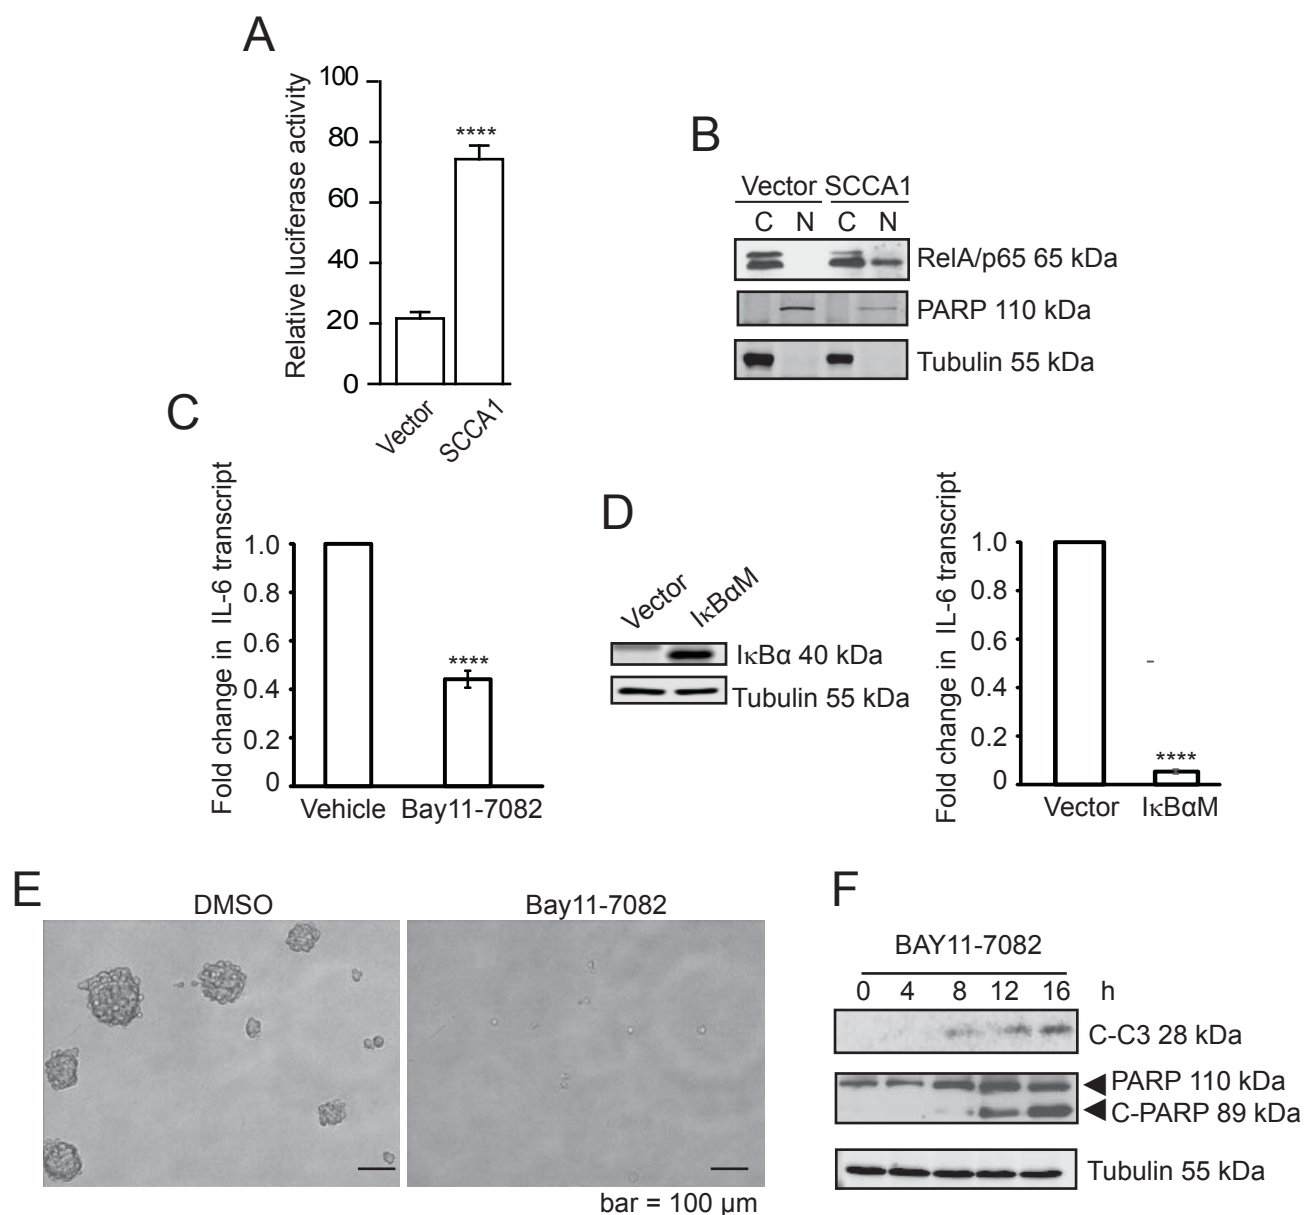 A
Relative luciferase activity
100
80
60
40
20
0
****
Vector
SCCA1
B
Vector SCCA1
C N C N
RelA/p65 65 kDa
PARP 110 kDa
Tubulin 55 kDa
C
Fold change in IL-6 transcript
1.0
0.8
0.6
0.4
0.2
0
****
Vehicle Bay11-7082
D
Vector
IκBαM
IκBα 40 kDa
Tubulin 55 kDa
Fold change in IL-6 transcript
1.0
0.8
0.6
0.4
0.2
0
****
Vector IκBαM
E
DMSO
Bay11-7082
bar = 100 µm
F
BAY11-7082
0 4 8 12 16 h
C-C3 28 kDa
PARP 110 kDa
C-PARP 89 kDa
Tubulin 55 kDa